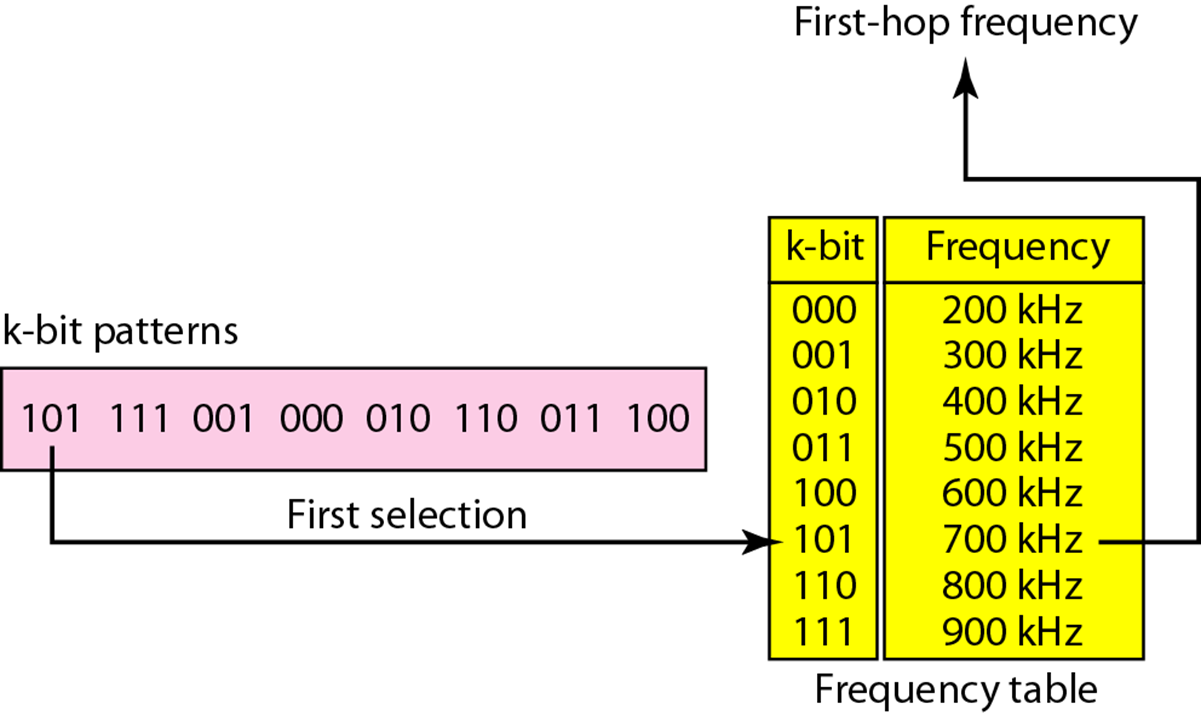 First-hop frequency
k-bit Frequency
000 200 kHz
001 300 kHz
010 400 kHz
011 500 kHz
100 600 kHz
101 700 kHz
110 800 kHz
111 900 kHz
Frequency table
k-bit patterns
101 111 001 000 010 110 011 100
First selection